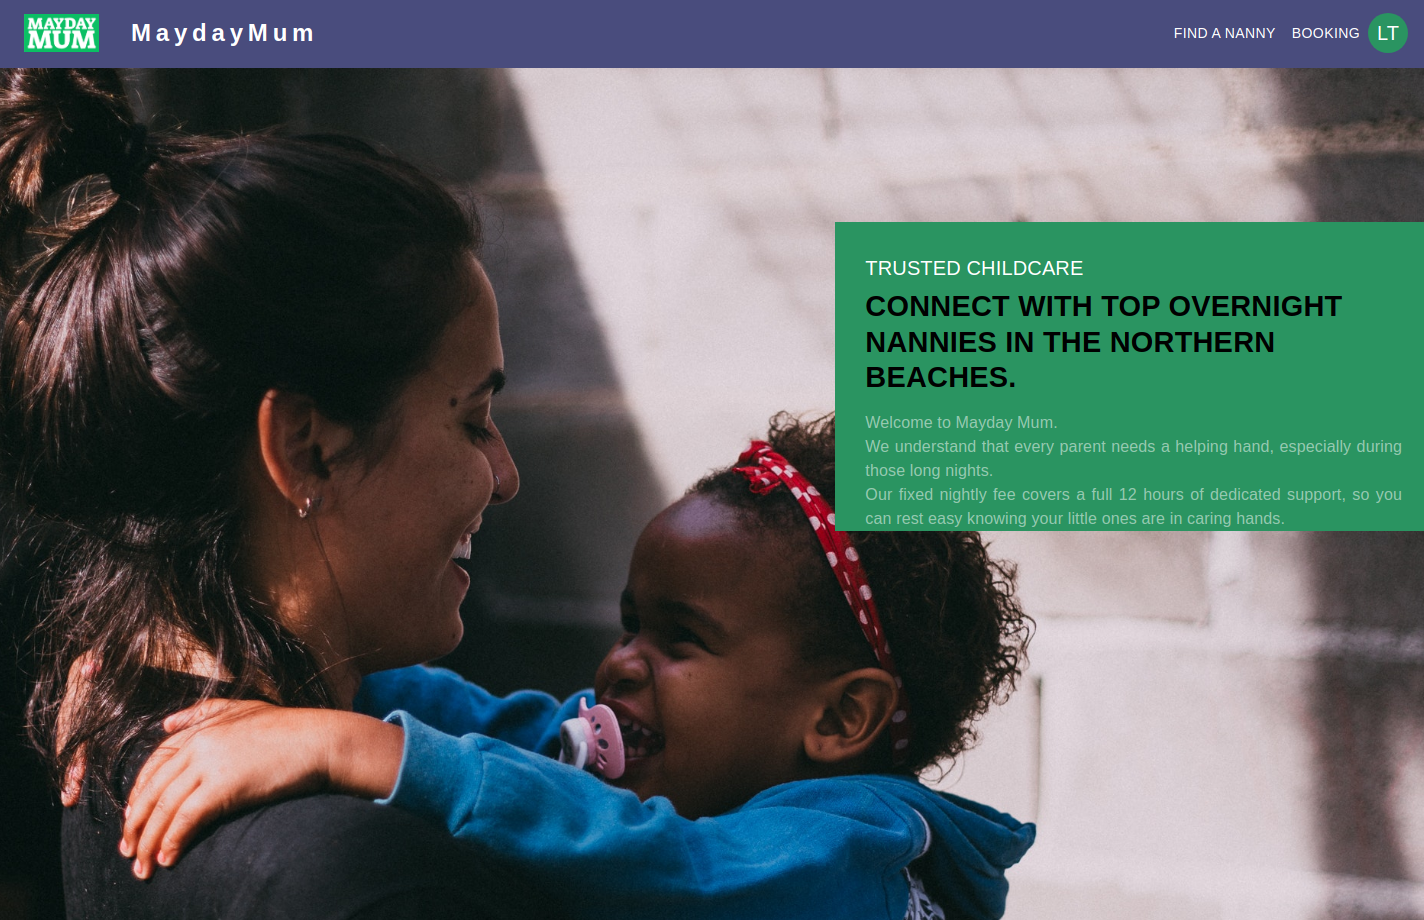 MAYDAY
MUM
MaydayMum
FIND A NANNY
BOOKING
LT
TRUSTED CHILDCARE
CONNECT WITH TOP OVERNIGHT
NANNIES IN THE NORTHERN
BEACHES.
Welcome to Mayday Mum.
We understand that every parent needs a helping hand, especially during
those long nights.
Our fixed nightly fee covers a full 12 hours of dedicated support, so you
can rest easy knowing your little ones are in caring hands.